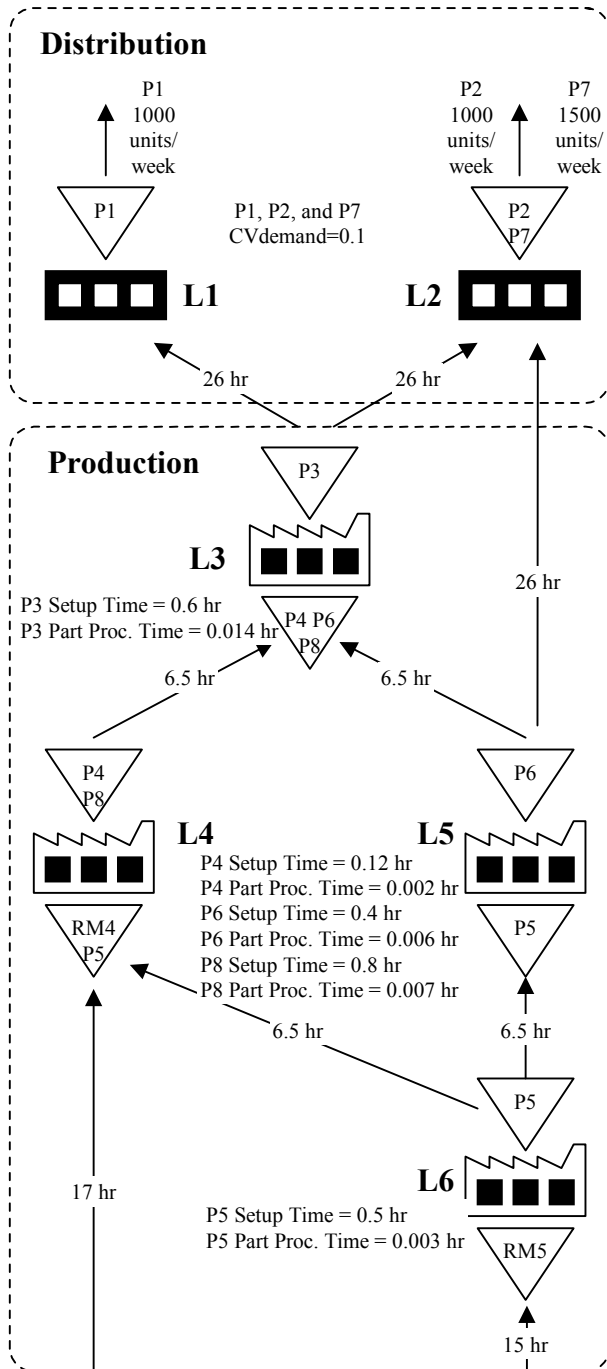 Distribution
P1
1000
units/
week
P2
1000
units/
week
P7
1500
units/
week
P1
P1, P2, and P7
CVdemand=0.1
P2
P7
L1
L2
26 hr
26 hr
Production
P3
L3
26 hr
P3 Setup Time = 0.6 hr
P3 Part Proc. Time = 0.014 hr
P4 P6
P8
6.5 hr
6.5 hr
P4
P8
P6
L4
L5
P4 Setup Time = 0.12 hr
P4 Part Proc. Time = 0.002 hr
P6 Setup Time = 0.4 hr
P6 Part Proc. Time = 0.006 hr
P8 Setup Time = 0.8 hr
P8 Part Proc. Time = 0.007 hr
RM4
P5
P5
6.5 hr
6.5 hr
P5
L6
17 hr
P5 Setup Time = 0.5 hr
P5 Part Proc. Time = 0.003 hr
RM5
15 hr